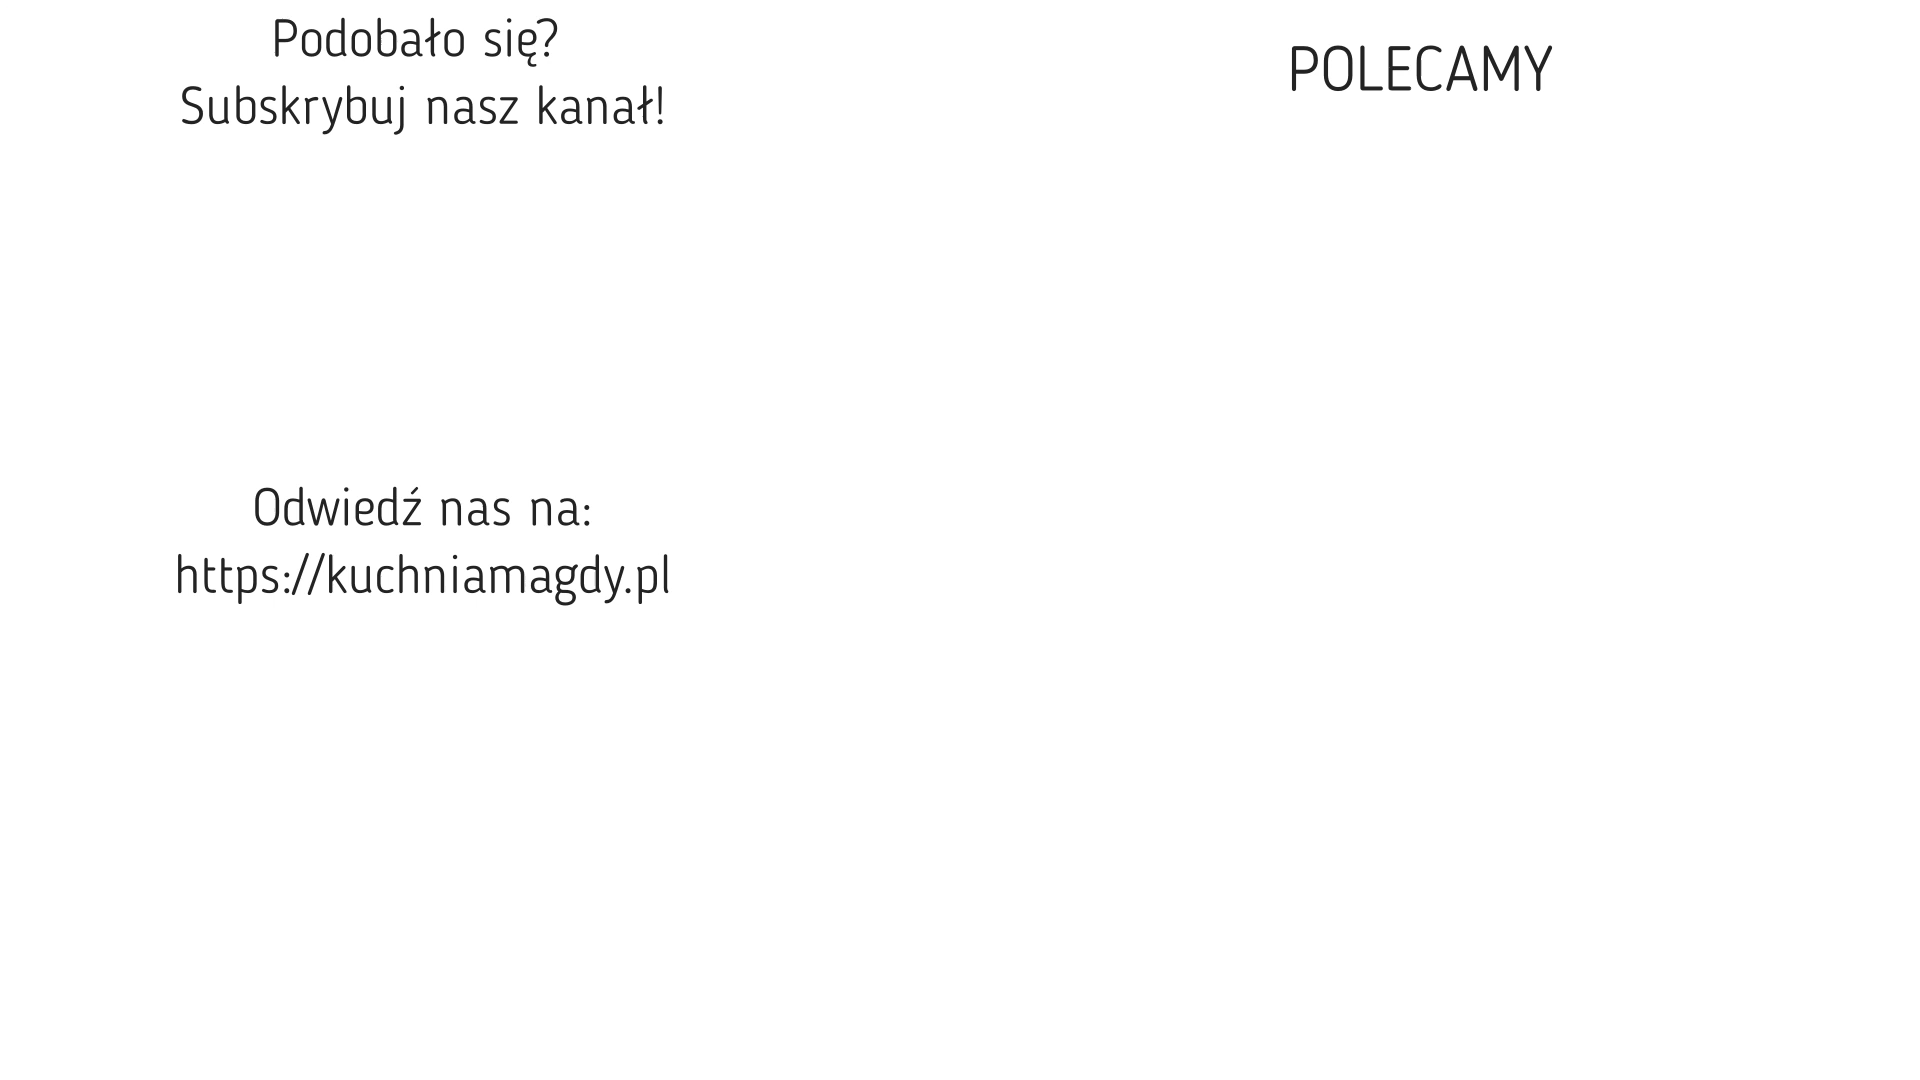 Podobało się?
Subskrybuj nasz kanał!
POLECAMY
Odwiedź nas na:
https://kuchniamagdy.pl